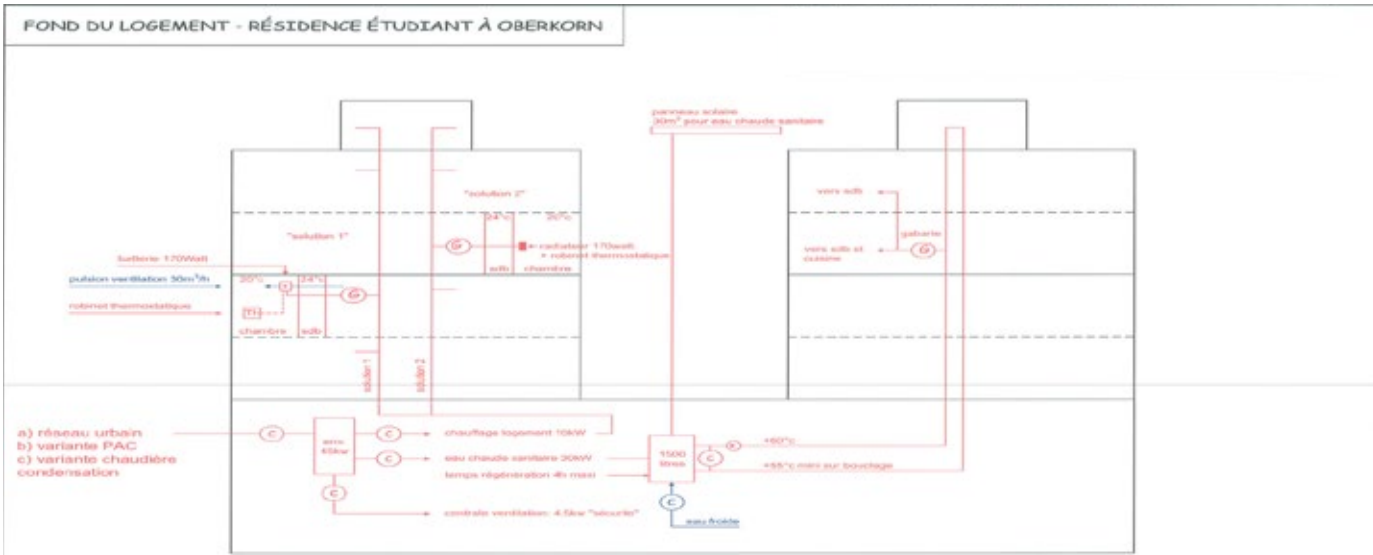 FOND DU LOGEMENT - RÉSIDENCE ÉTUDIANT À OBERKORN
panneau solaire
30m² pour eau chaude sanitaire
"solution 2"
vers sdb
24°c
20°c
gabarie
"solution 1"
G
radiateur 170watt
+ robinet thermostatique
vers sdb et
cuisine
G
batterie 170Watt
sdb
chambre
pulsion ventilation 30m³/h
20°c
24°c
G
robinet thermostatique
TH
chambre
sdb
solution 1
solution 2
a) réseau urbain
b) variante PAC
c) variante chaudière
condensation
C
65kw
C
chauffage logement 10kW
C
eau chaude sanitaire 30kW
temps régénération 4h maxi
C
centrale ventilation: 4.5kw "sécurité"
1500
litres
C
+60°c
+55°c mini sur bouclage
C
eau froide